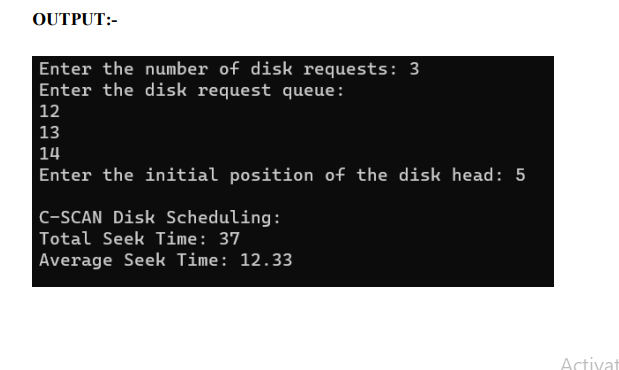 OUTPUT:-
Enter the number of disk requests: 3
Enter the disk request queue:
12
13
14
Enter the initial position of the disk head: 5
C-SCAN Disk Scheduling:
Total Seek Time: 37
Average Seek Time: 12.33
Activat